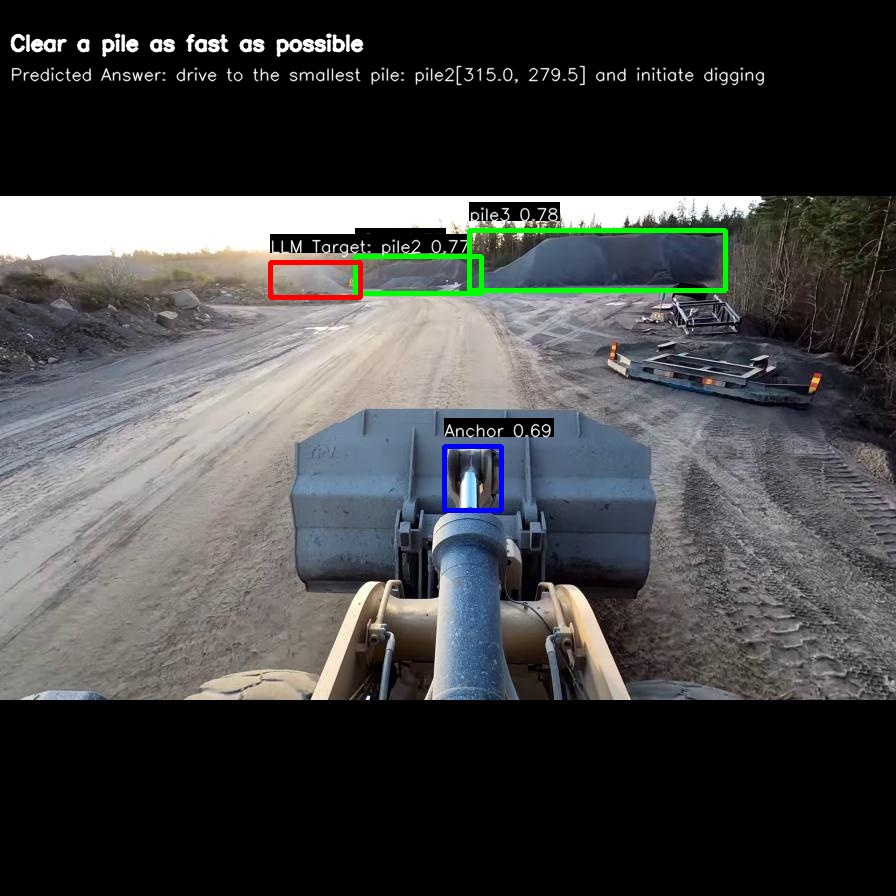 Clear a pile as fast as possible
Predicted Answer: drive to the smallest pile: pile2[315.0, 279.5] and initiate digging
pile3 0.78
LLM Target: pile2 0.77
Anchor 0.69